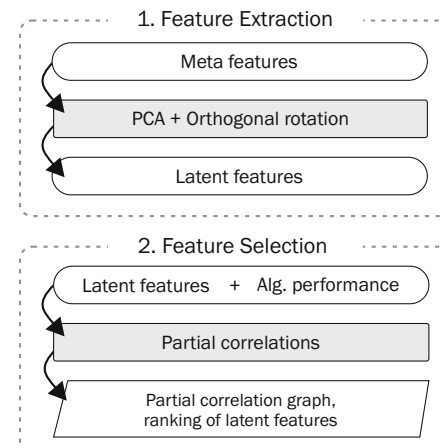 1. Feature Extraction
Meta features
PCA + Orthogonal rotation
Latent features
2. Feature Selection
Latent features + Alg. performance
Partial correlations
Partial correlation graph,
ranking of latent features